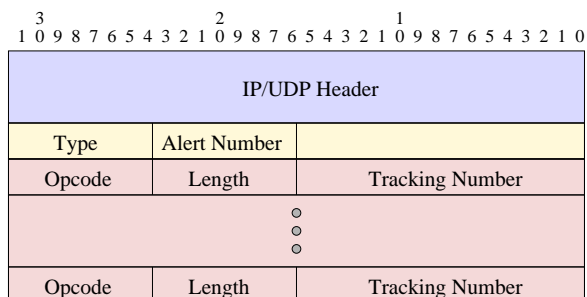 3 2 1
1 0 9 8 7 6 5 4 3 2 1 0 9 8 7 6 5 4 3 2 1 0 9 8 7 6 5 4 3 2 1 0
IP/UDP Header
Type Alert Number
Opcode Length Tracking Number
Opcode Length Tracking Number